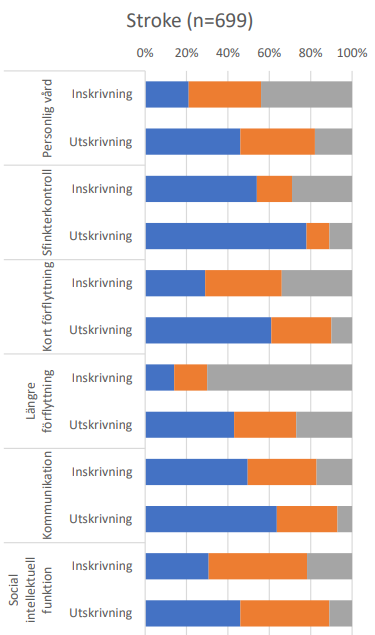 Stroke (n=699)
0% 20% 40% 60% 80% 100%
Personlig vård
Inskrivning
Utskrivning
Sfinkterkontroll
Inskrivning
Utskrivning
Kort förflyttning
Inskrivning
Utskrivning
Längre
förflyttning
Inskrivning
Utskrivning
Kommunikation
Inskrivning
Utskrivning
Social
intellektuell
funktion
Inskrivning
Utskrivning